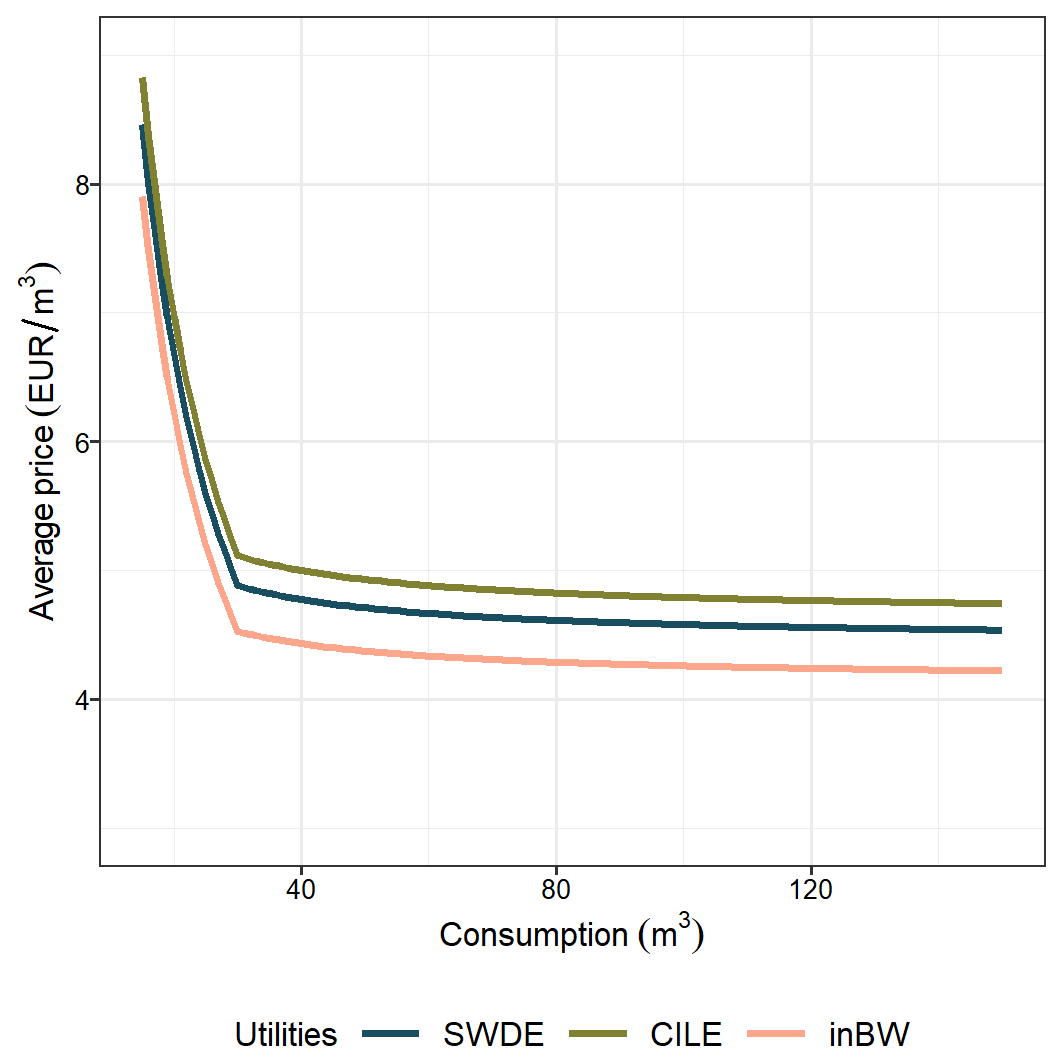 8
6
4
Average price (EUR/m³)
40 80 120
Consumption (m³)
Utilities SWDE CILE inBW